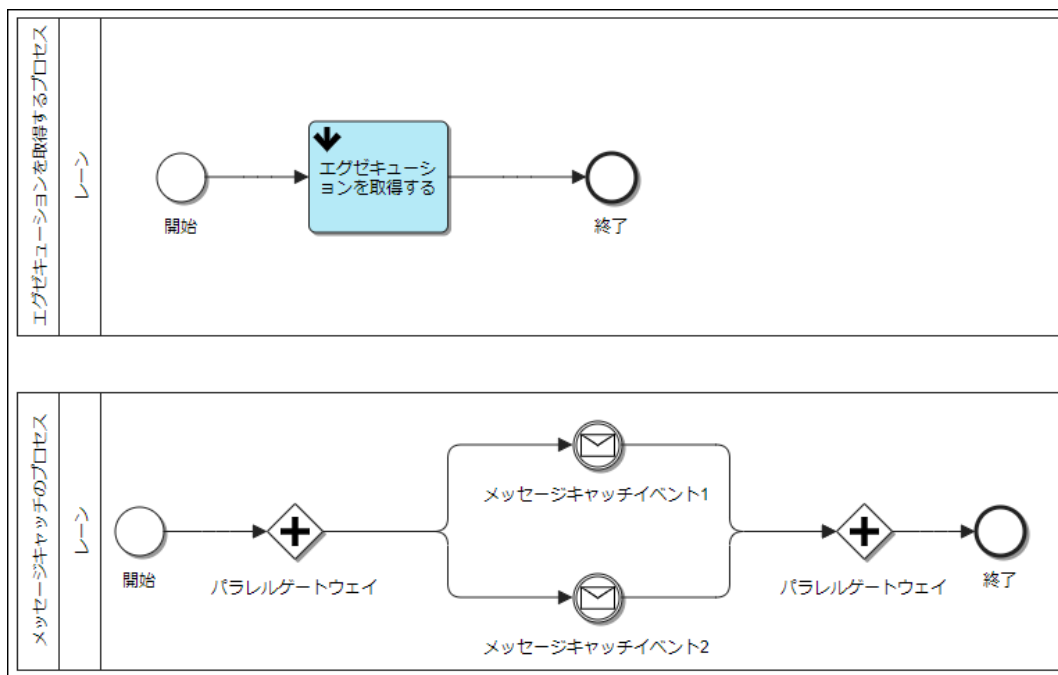 エグゼキューションを取得するプロセス
レーン
開始
エグゼキューシ
ョンを取得する
終了
メッセージキャッチのプロセス
レーン
開始
パラレルゲートウェイ
メッセージキャッチイベント1
メッセージキャッチイベント2
パラレルゲートウェイ
終了